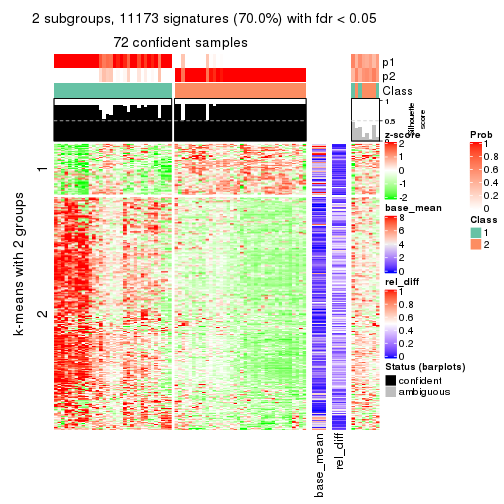 2 subgroups, 11173 signatures (70.0%) with fdr < 0.05
72 confident samples
p1
p2
Class
1
0.5
0
Silhouette
score
k-means with 2 groups
1
2
base_mean
rel_diff
z-score
2
1
0
-1
-2
base_mean
8
6
4
2
0
rel_diff
1
0.8
0.6
0.4
0.2
0
Status (barplots)
confident
ambiguous
Prob
1
0.8
0.6
0.4
0.2
0
Class
1
2